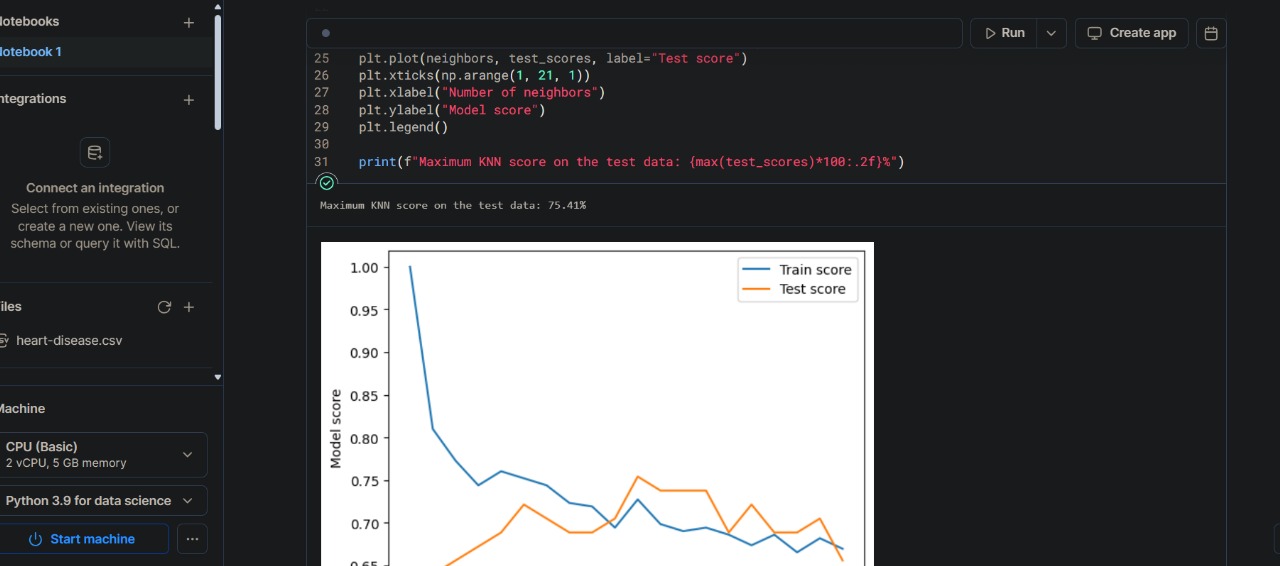 otebooks
otebook 1
ntegrations
Connect an integration
Select from existing ones, or
create a new one. View its
schema or query it with SQL.
iles
heart-disease.csv
Machine
CPU (Basic)
2 vCPU, 5 GB memory
Python 3.9 for data science
Start machine
Run
Create app
25 plt.plot(neighbors, test_scores, label="Test score")
26 plt.xticks(np.arange(1, 21, 1))
27 plt.xlabel("Number of neighbors")
28 plt.ylabel("Model score")
29 plt.legend()
30
31 print(f"Maximum KNN score on the test data: {max(test_scores)*100:.2f}%")
Maximum KNN score on the test data: 75.41%
Train score
Test score
Model score
1.00
0.95
0.90
0.85
0.80
0.75
0.70
0.65